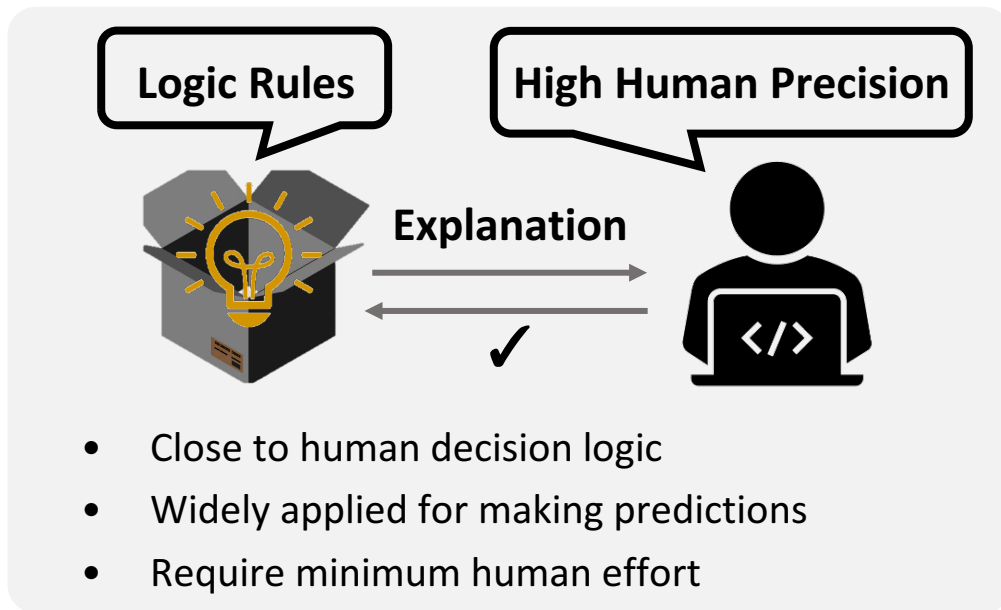 Logic Rules
High Human Precision
Explanation
</>
✓
• Close to human decision logic
• Widely applied for making predictions
• Require minimum human effort